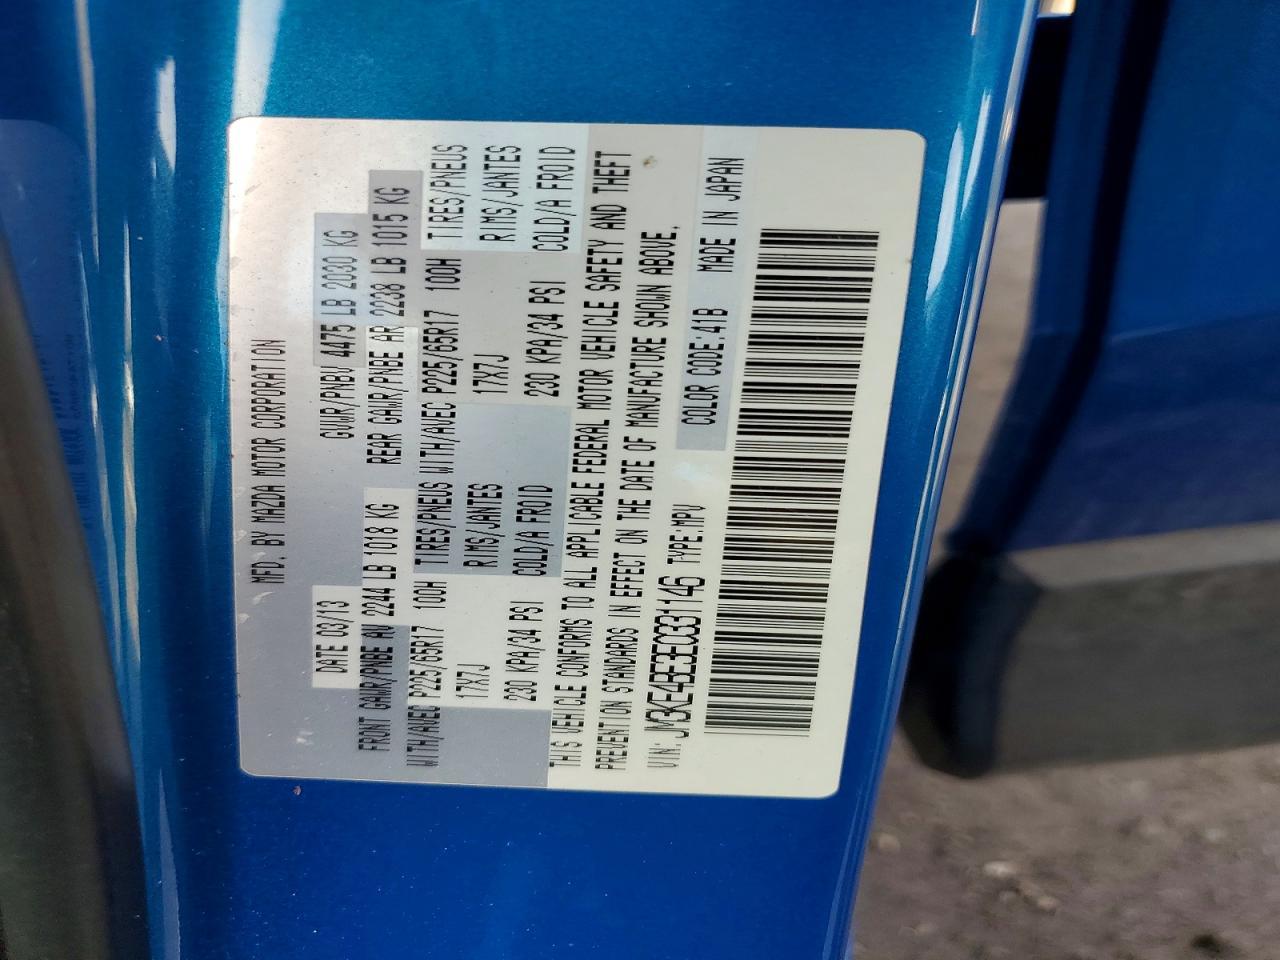 MFD. BY MAZDA MOTOR CORPORATION
DATE 03/13 GVWR/PNBV 4475 LB 2030 KG
FRONT GAWR/PNBE AV 2244 LB 1018 KG REAR GAWR/PNBE AR 2238 LB 1015 KG
WITH/AVEC P225/65R17 100H TIRES/PNEUS WITH/AVEC P225/65R17 100H TIRES/PNEUS
17X7J RIMS/JANTES 17X7J RIMS/JANTES
230 KPA/34 PSI COLD/A FROID 230 KPA/34 PSI COLD/A FROID
THIS VEHICLE CONFORMS TO ALL APPLICABLE FEDERAL MOTOR VEHICLE SAFETY AND THEFT
PREVENTION STANDARDS IN EFFECT ON THE DATE OF MANUFACTURE SHOWN ABOVE.
VIN: JM3KE4BE3E0331146 TYPE:MPV COLOR CODE:41B MADE IN JAPAN